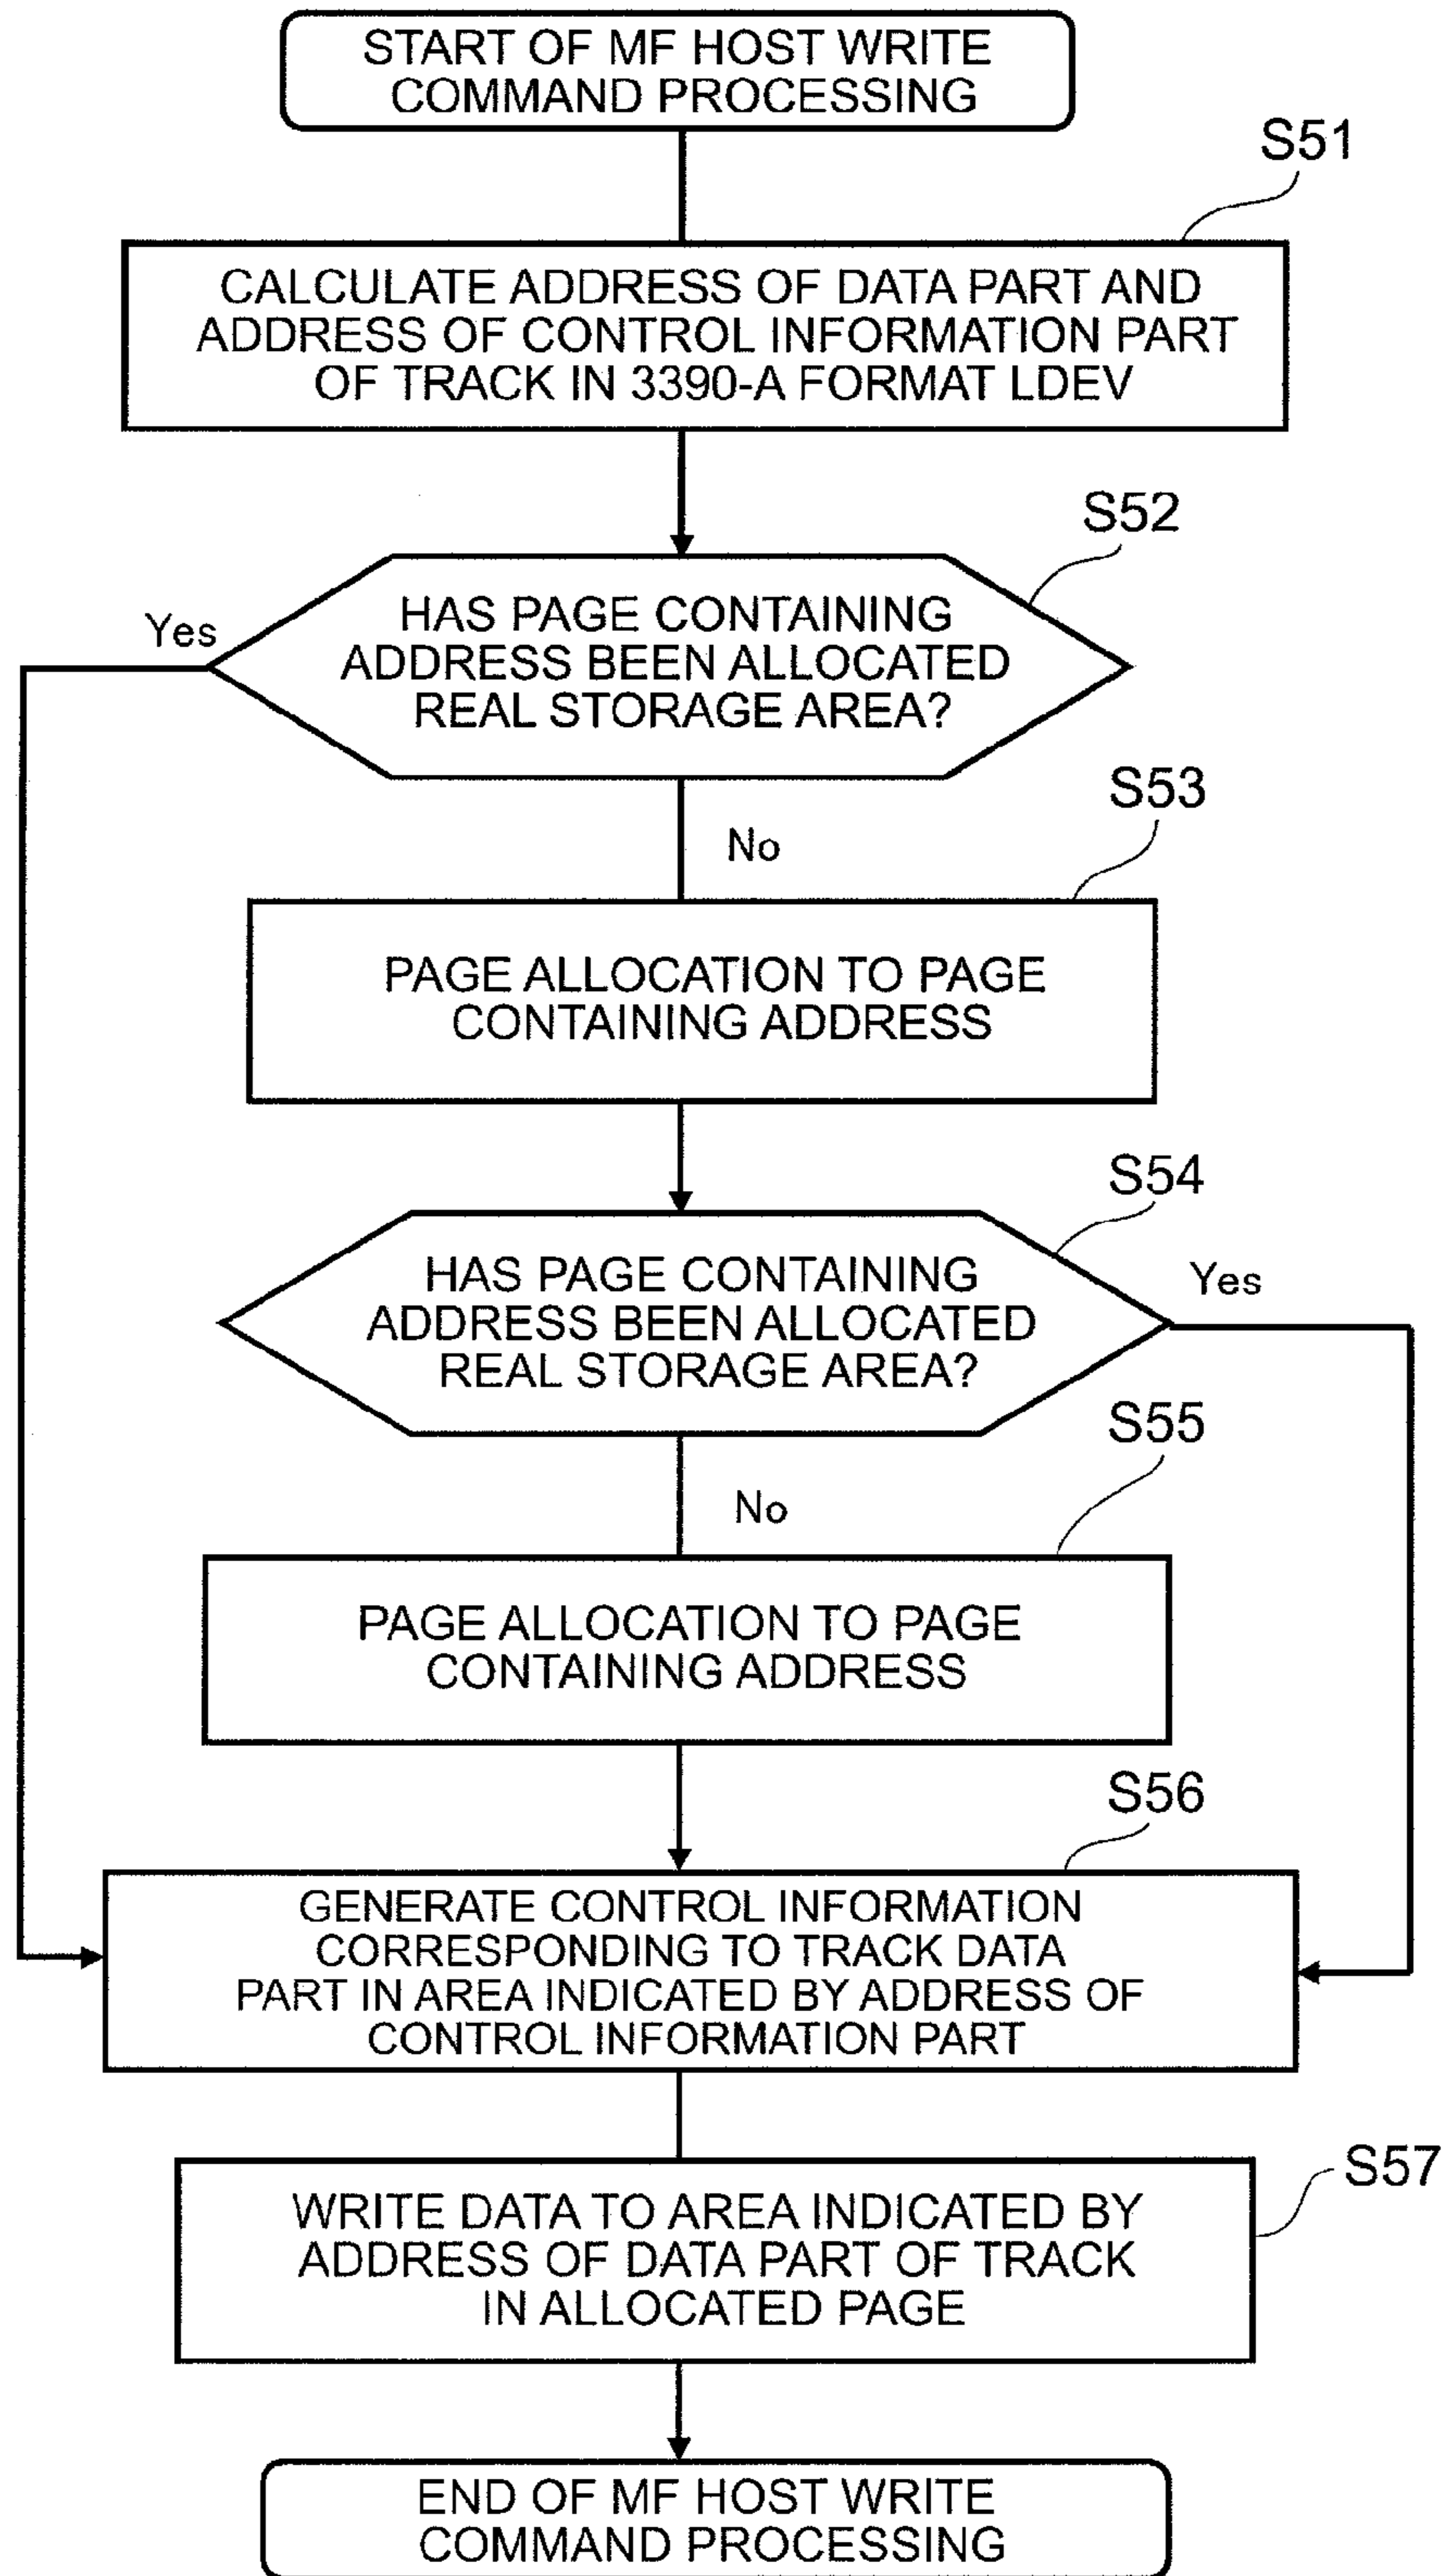 START OF MF HOST WRITE
COMMAND PROCESSING
S51
CALCULATE ADDRESS OF DATA PART AND
ADDRESS OF CONTROL INFORMATION PART
OF TRACK IN 3390-A FORMAT LDEV
S52
Yes
HAS PAGE CONTAINING
ADDRESS BEEN ALLOCATED
REAL STORAGE AREA?
S53
No
PAGE ALLOCATION TO PAGE
CONTAINING ADDRESS
S54
HAS PAGE CONTAINING
ADDRESS BEEN ALLOCATED
REAL STORAGE AREA?
Yes
S55
No
PAGE ALLOCATION TO PAGE
CONTAINING ADDRESS
S56
GENERATE CONTROL INFORMATION
CORRESPONDING TO TRACK DATA
PART IN AREA INDICATED BY ADDRESS OF
CONTROL INFORMATION PART
S57
WRITE DATA TO AREA INDICATED BY
ADDRESS OF DATA PART OF TRACK
IN ALLOCATED PAGE
END OF MF HOST WRITE
COMMAND PROCESSING